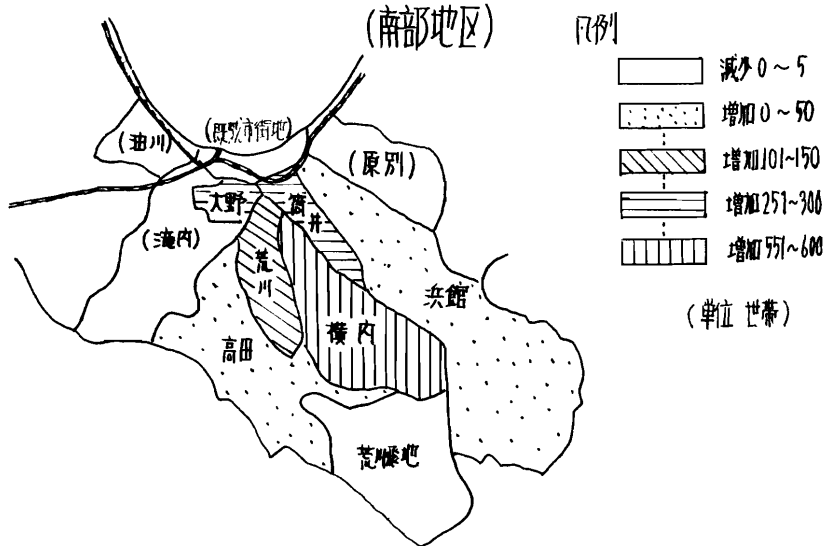 (南部地区)
凡例
減少 0～5
増加 0～50
増加 101～150
増加 251～300
増加 551～600
(単位 世帯)
(油川)
(既成市街地)
(原別)
大野
筒井
(滝内)
荒川
浜館
横内
高田
荒川